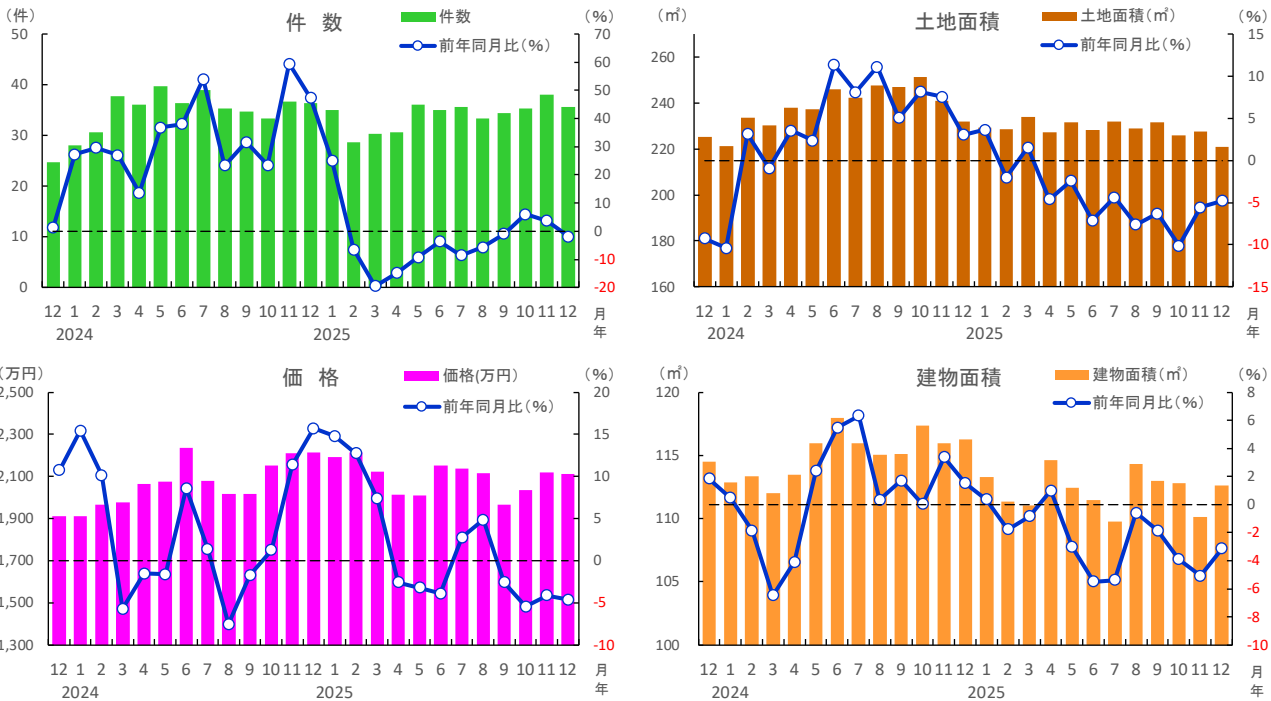 （件）
件 数
件数
前年同月比（%）
（%）
50
40
30
20
10
0
70
60
50
40
30
20
10
0
-10
-20
12 1 2 3 4 5 6 7 8 9 10 11 12 1 2 3 4 5 6 7 8 9 10 11 12 月
2024 2025 年
（㎡）
土地面積
土地面積（㎡）
前年同月比（%）
（%）
260
240
220
200
180
160
15
10
5
0
-5
-10
-15
12 1 2 3 4 5 6 7 8 9 10 11 12 1 2 3 4 5 6 7 8 9 10 11 12 月
2024 2025 年
（万円）
価 格
価格(万円）
前年同月比（%）
（%）
2,500
2,300
2,100
1,900
1,700
1,500
1,300
20
15
10
5
0
-5
-10
12 1 2 3 4 5 6 7 8 9 10 11 12 1 2 3 4 5 6 7 8 9 10 11 12 月
2024 2025 年
（㎡）
建物面積
建物面積（㎡）
前年同月比（%）
（%）
120
115
110
105
100
8
6
4
2
0
-2
-4
-6
-8
-10
12 1 2 3 4 5 6 7 8 9 10 11 12 1 2 3 4 5 6 7 8 9 10 11 12 月
2024 2025 年